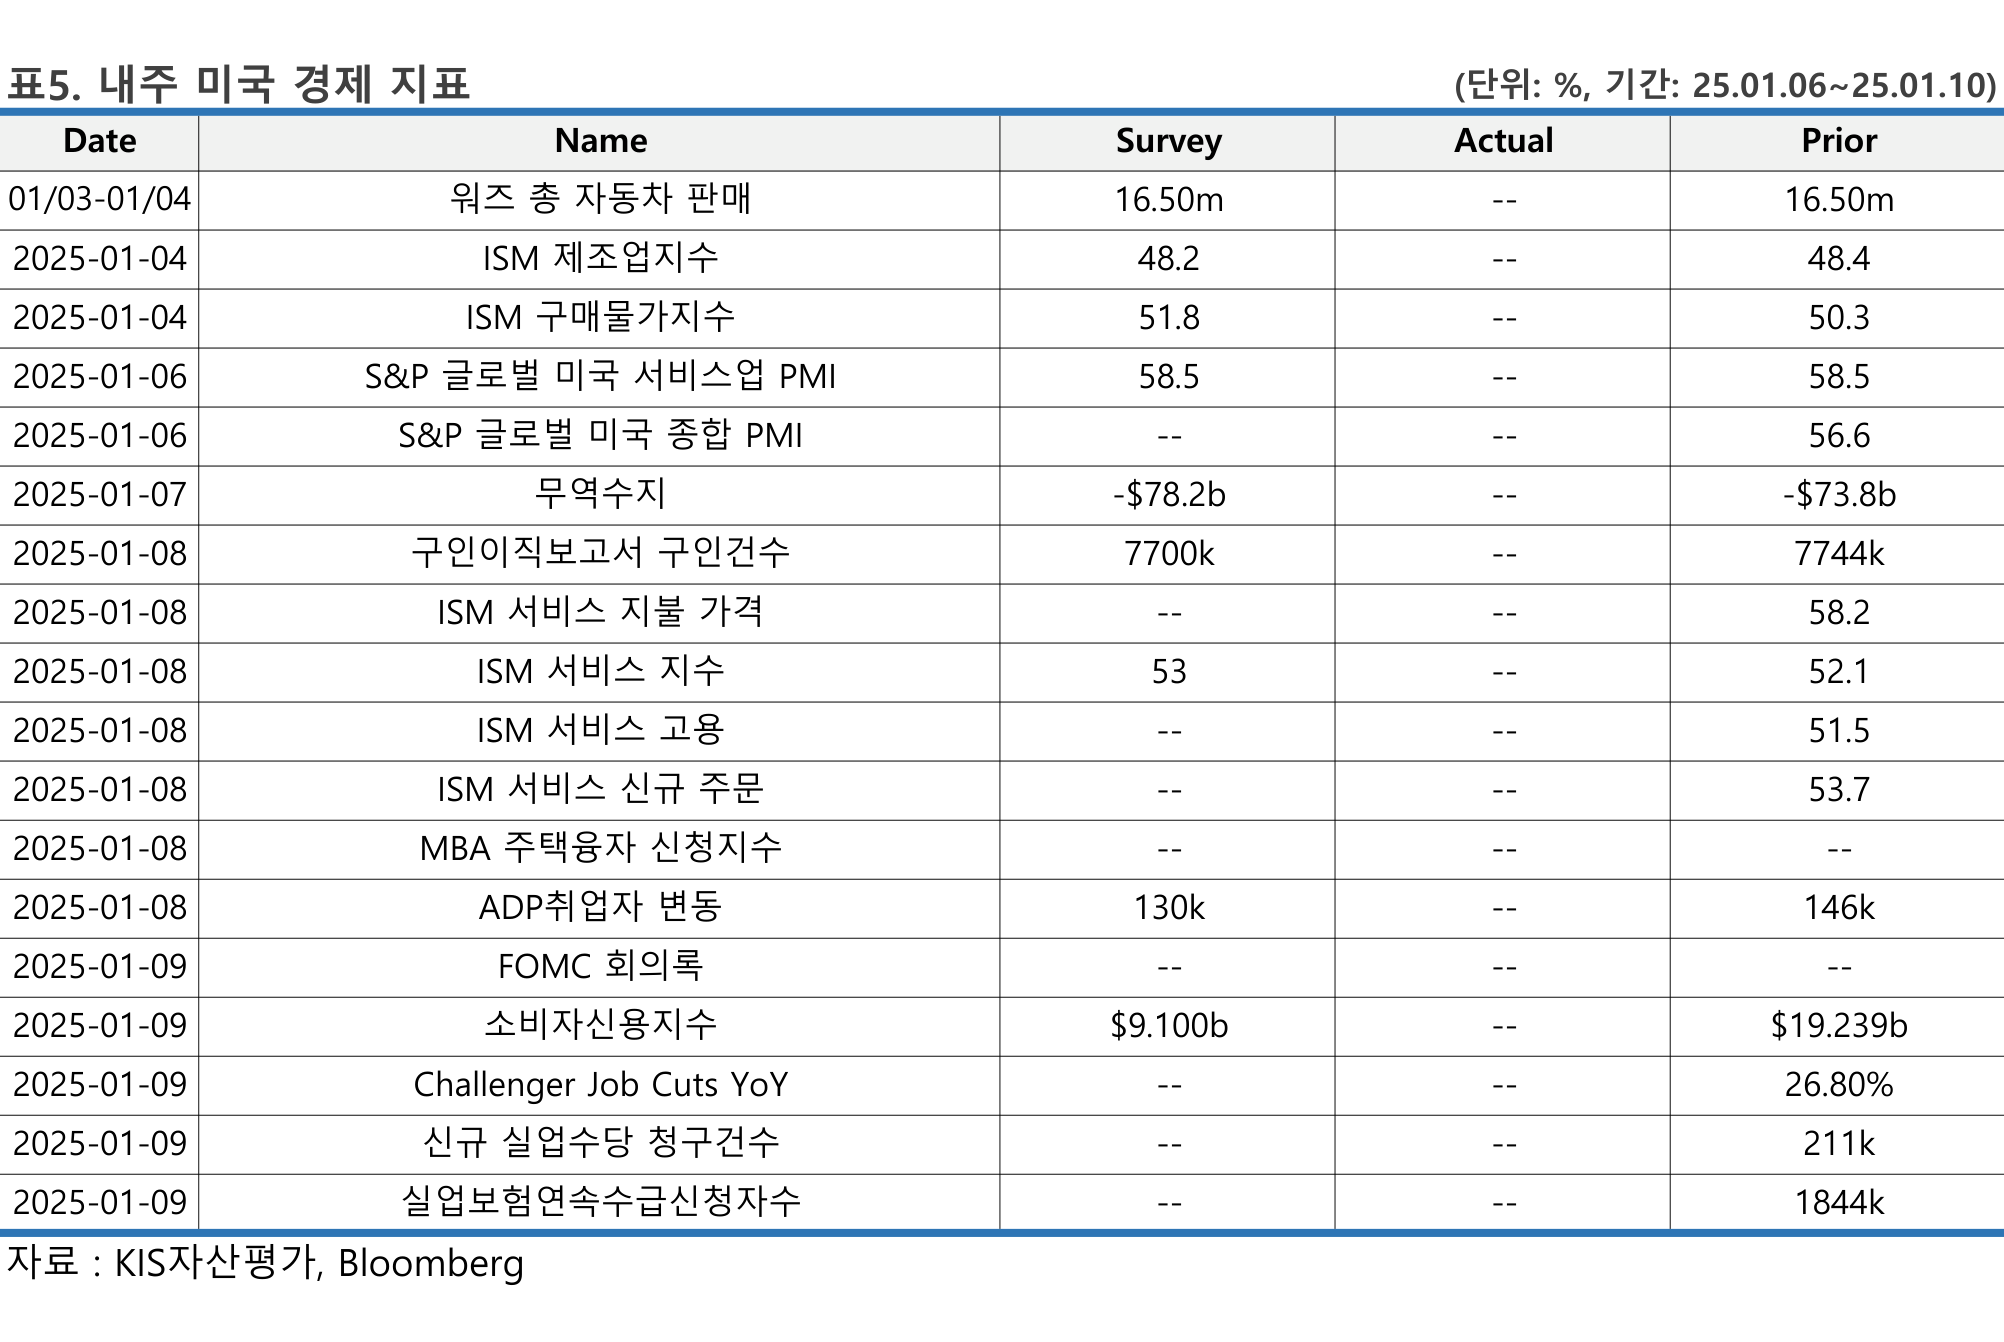 표5. 내주 미국 경제 지표 (단위: %, 기간: 25.01.06~25.01.10)
Date Name Survey Actual Prior
01/03-01/04 워즈 총 자동차 판매 16.50m -- 16.50m
2025-01-04 ISM 제조업지수 48.2 -- 48.4
2025-01-04 ISM 구매물가지수 51.8 -- 50.3
2025-01-06 S&P 글로벌 미국 서비스업 PMI 58.5 -- 58.5
2025-01-06 S&P 글로벌 미국 종합 PMI -- -- 56.6
2025-01-07 무역수지 -$78.2b -- -$73.8b
2025-01-08 구인이직보고서 구인건수 7700k -- 7744k
2025-01-08 ISM 서비스 지불 가격 -- -- 58.2
2025-01-08 ISM 서비스 지수 53 -- 52.1
2025-01-08 ISM 서비스 고용 -- -- 51.5
2025-01-08 ISM 서비스 신규 주문 -- -- 53.7
2025-01-08 MBA 주택융자 신청지수 -- -- --
2025-01-08 ADP취업자 변동 130k -- 146k
2025-01-09 FOMC 회의록 -- -- --
2025-01-09 소비자신용지수 $9.100b -- $19.239b
2025-01-09 Challenger Job Cuts YoY -- -- 26.80%
2025-01-09 신규 실업수당 청구건수 -- -- 211k
2025-01-09 실업보험연속수급신청자수 -- -- 1844k
자료 : KIS자산평가, Bloomberg